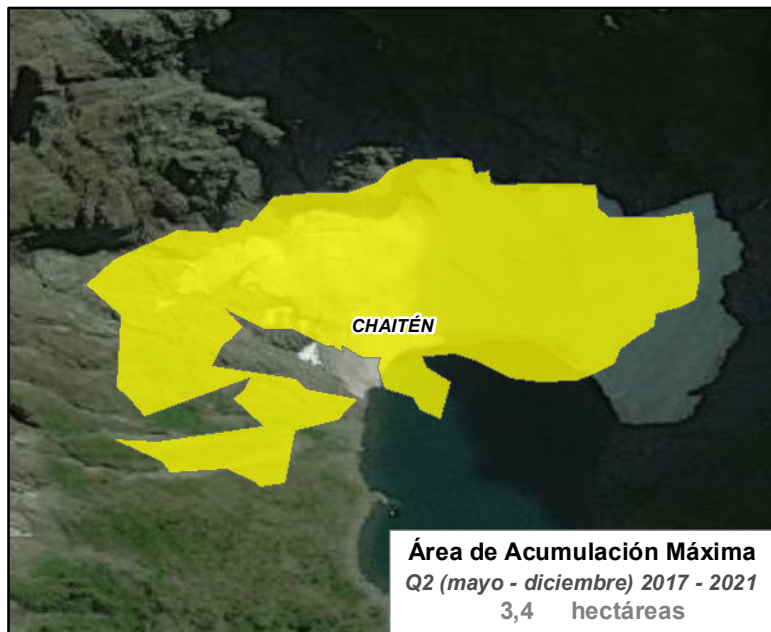 CHAITÉN
Área de Acumulación Máxima
Q2 (mayo - diciembre) 2017 - 2021
3,4 hectáreas